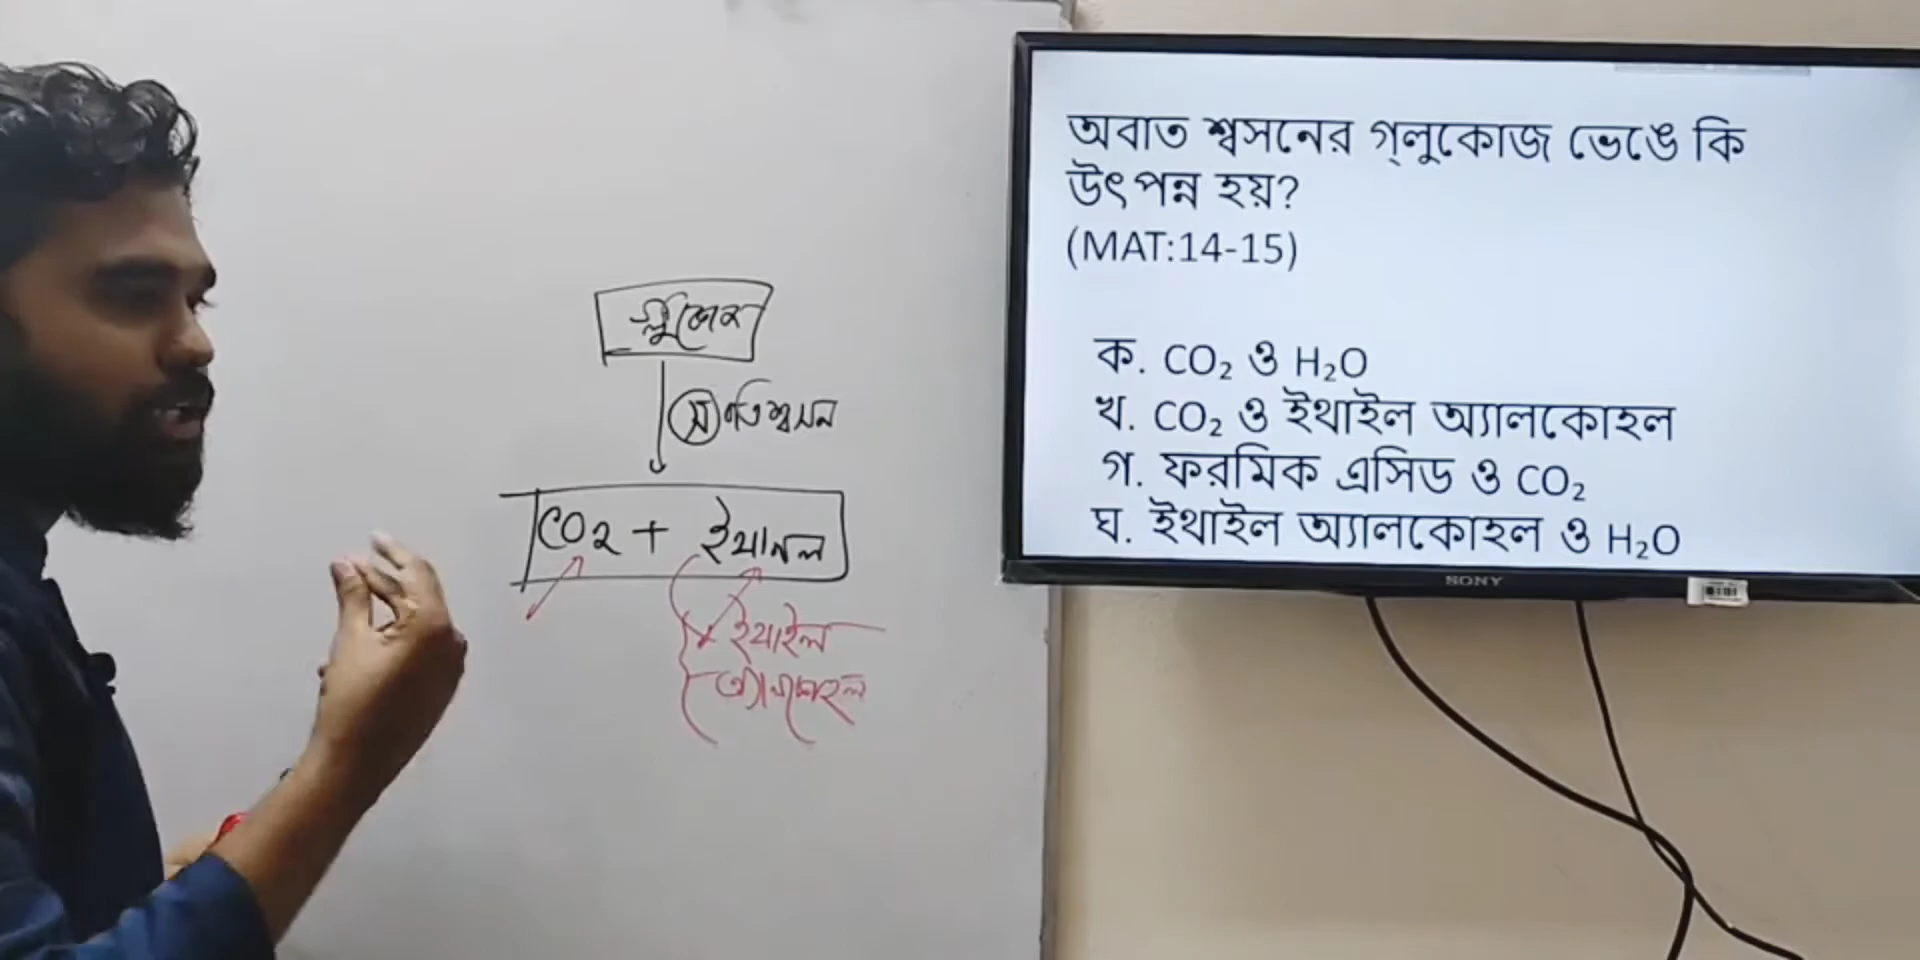 গ্লুকোজ
অবাত শ্বসন
CO২ + ইথানল
ইথাইল
অ্যালকোহল
অবাত শ্বসনের গ্লুকোজ ভেঙে কি
উৎপন্ন হয়?
(MAT:14-15)
ক. CO₂ ও H₂O
খ. CO₂ ও ইথাইল অ্যালকোহল
গ. ফরমিক এসিড ও CO₂
ঘ. ইথাইল অ্যালকোহল ও H₂O
SONY